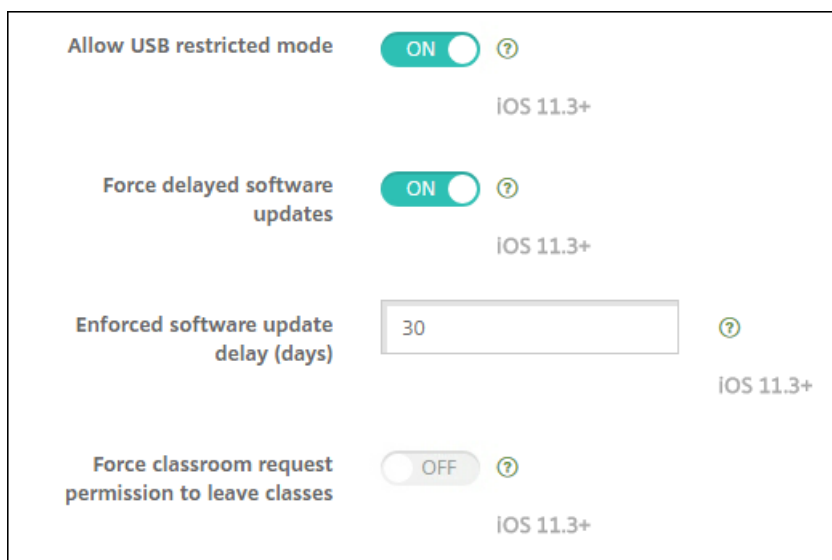 Allow USB restricted mode ON ?
iOS 11.3+
Force delayed software
updates ON ?
iOS 11.3+
Enforced software update
delay (days) 30 ?
iOS 11.3+
Force classroom request
permission to leave classes OFF ?
iOS 11.3+